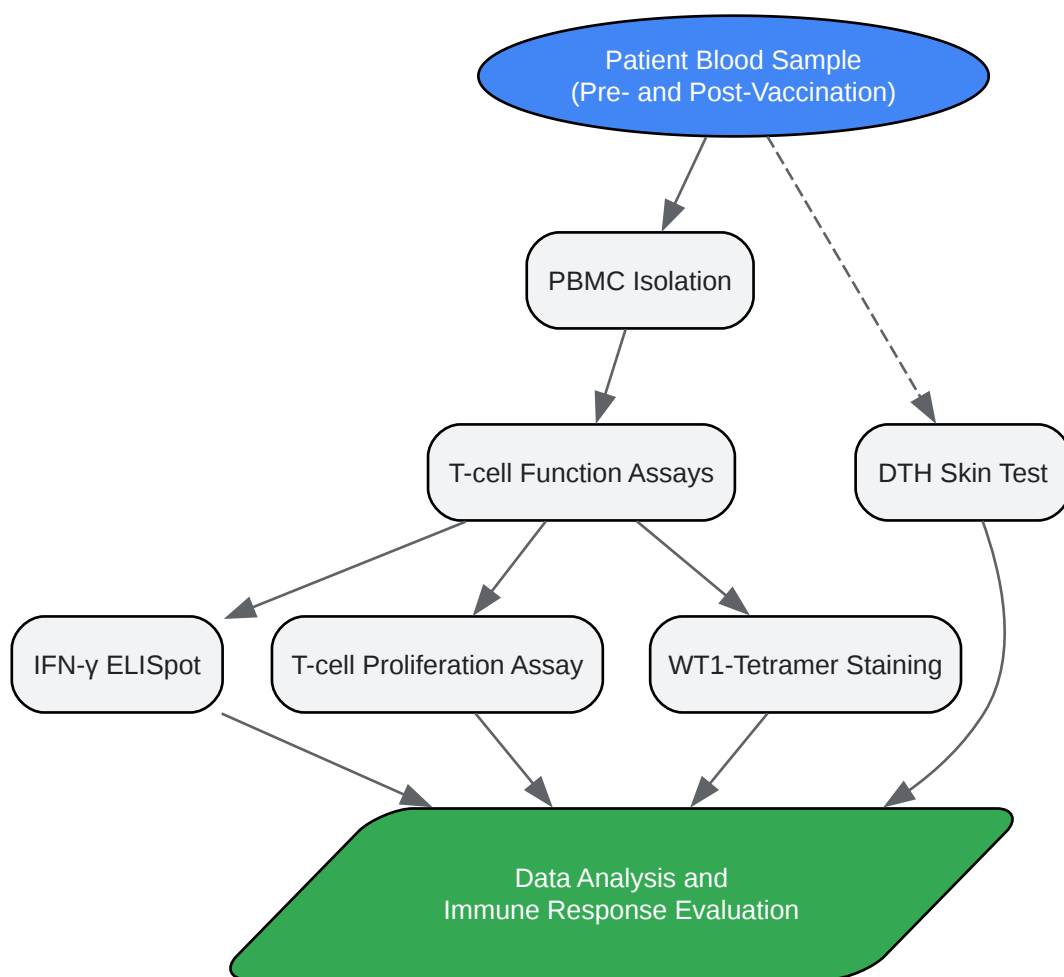 Patient Blood Sample
(Pre- and Post-Vaccination)
PBMC Isolation
T-cell Function Assays
DTH Skin Test
IFN-γ ELISpot
T-cell Proliferation Assay
WT1-Tetramer Staining
Data Analysis and
Immune Response Evaluation